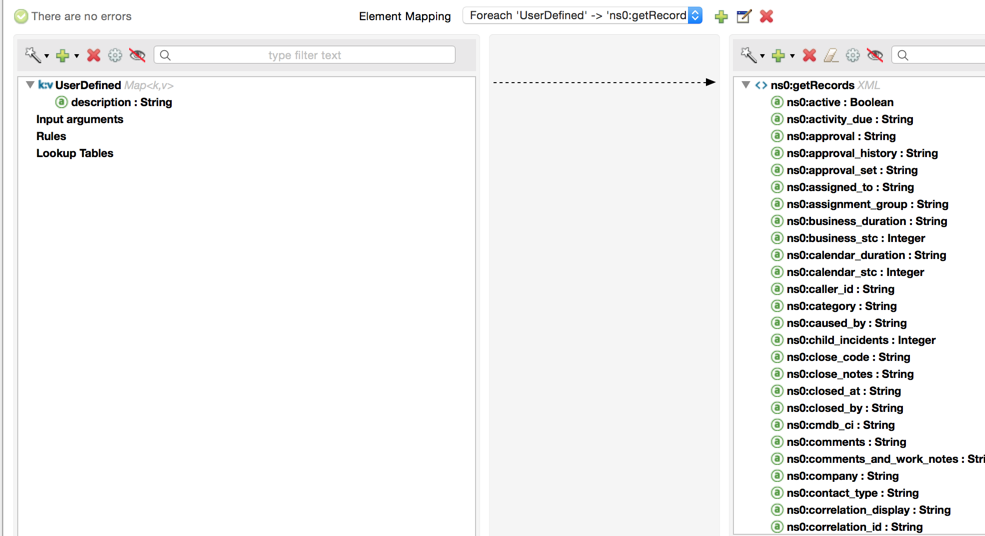 There are no errors
Element Mapping Foreach 'UserDefined' -> 'ns0:getRecord
type filter text
k:v UserDefined Map<k,v>
a description : String
Input arguments
Rules
Lookup Tables
<> ns0:getRecords XML
a ns0:active : Boolean
a ns0:activity_due : String
a ns0:approval : String
a ns0:approval_history : String
a ns0:approval_set : String
a ns0:assigned_to : String
a ns0:assignment_group : String
a ns0:business_duration : String
a ns0:business_stc : Integer
a ns0:calendar_duration : String
a ns0:calendar_stc : Integer
a ns0:caller_id : String
a ns0:category : String
a ns0:caused_by : String
a ns0:child_incidents : Integer
a ns0:close_code : String
a ns0:close_notes : String
a ns0:closed_at : String
a ns0:closed_by : String
a ns0:cmdb_ci : String
a ns0:comments : String
a ns0:comments_and_work_notes : Stri
a ns0:company : String
a ns0:contact_type : String
a ns0:correlation_display : String
a ns0:correlation_id : String